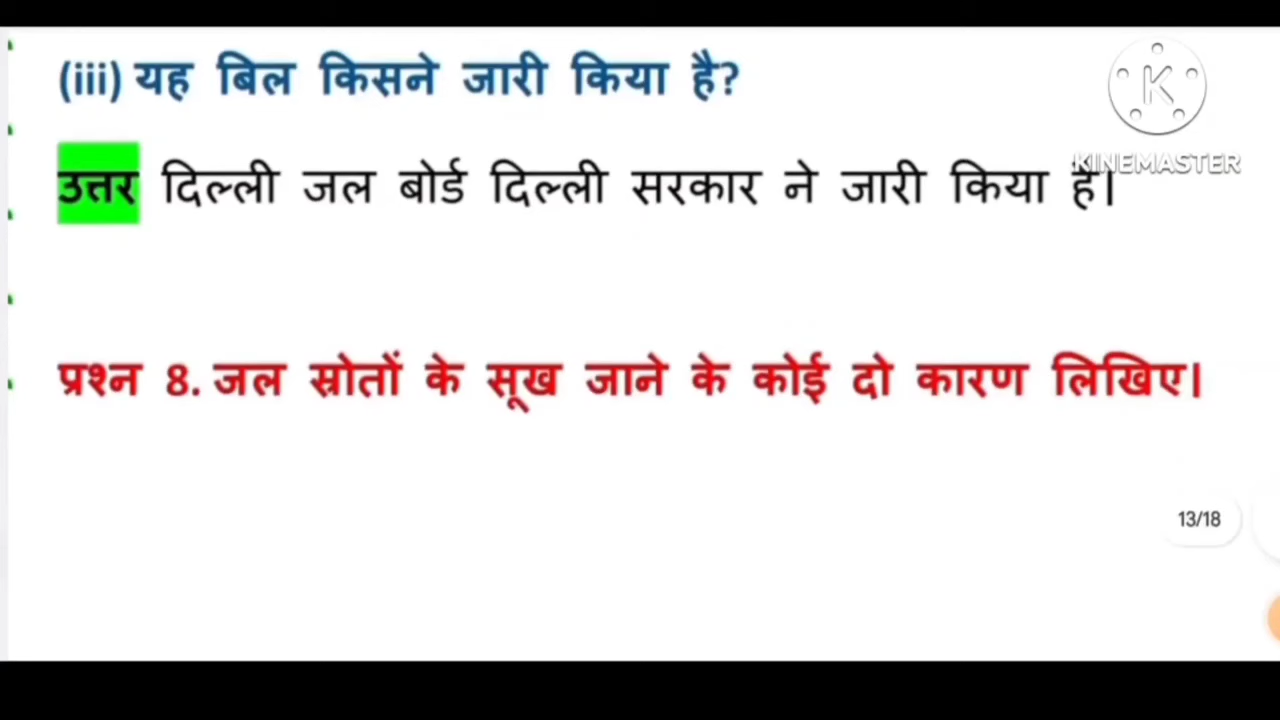 (iii) यह बिल किसने जारी किया है?
K
KINEMASTER
उत्तर दिल्ली जल बोर्ड दिल्ली सरकार ने जारी किया है।
प्रश्न 8. जल स्रोतों के सूख जाने के कोई दो कारण लिखिए।
13/18